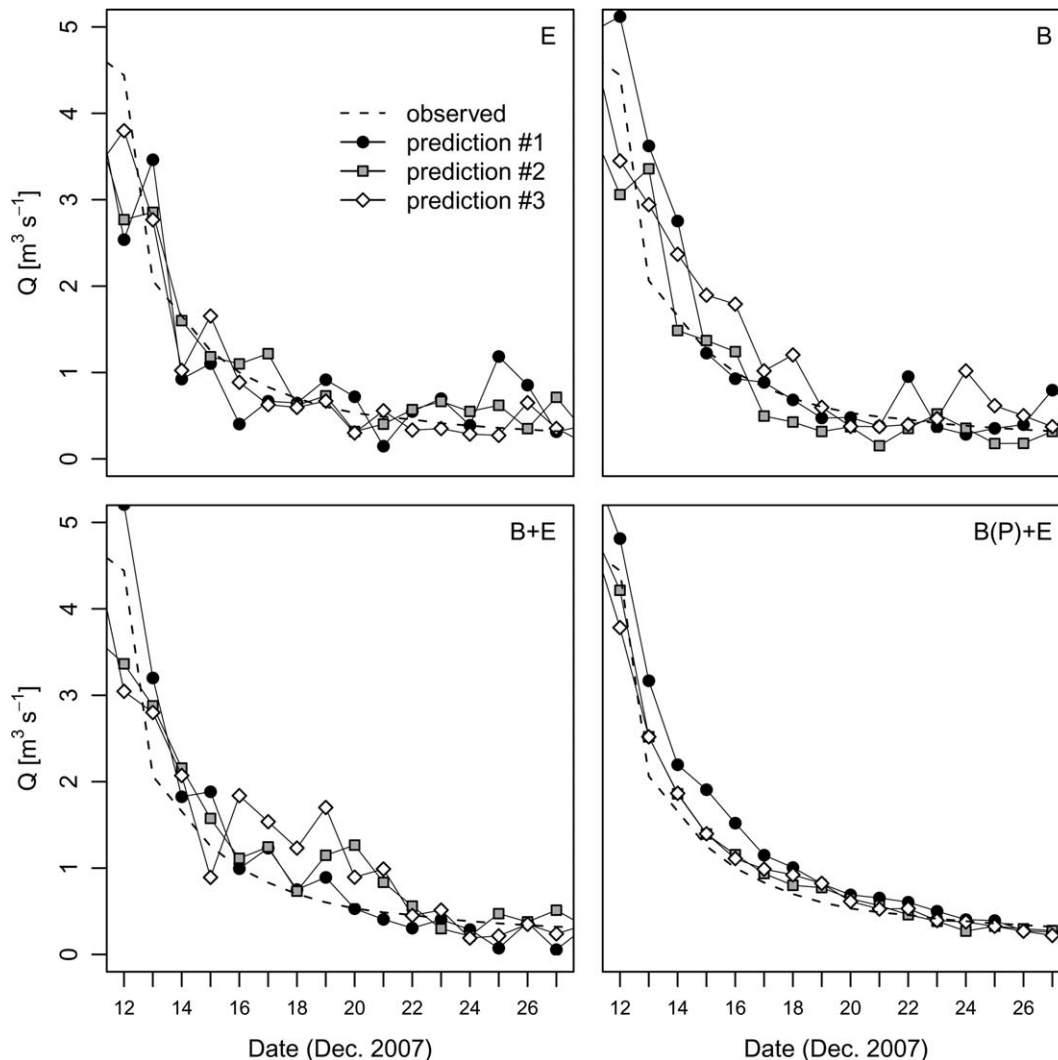 E
B
5
4
3
2
1
0
Q [m³ s⁻¹]
observed
prediction #1
prediction #2
prediction #3
B+E
B(P)+E
5
4
3
2
1
0
Q [m³ s⁻¹]
12 14 16 18 20 22 24 26
12 14 16 18 20 22 24 26
Date (Dec. 2007)
Date (Dec. 2007)